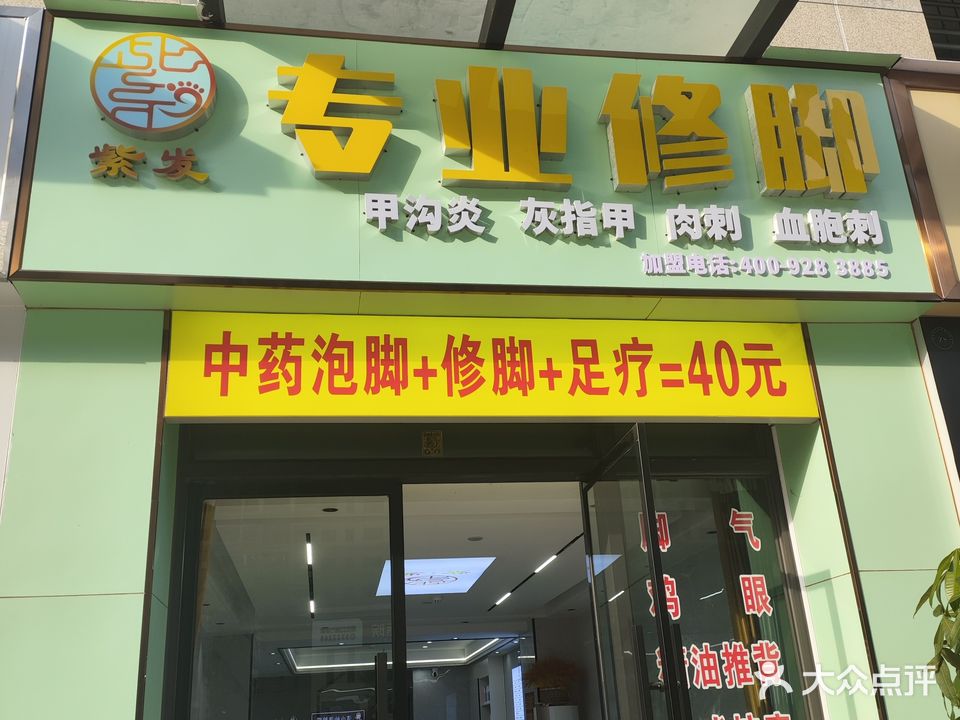 紫发
专业修脚
甲沟炎 灰指甲 肉刺 血胞刺
加盟电话:400-928 3885
中药泡脚+修脚+足疗=40元
脚气
鸡眼
油推背
大众点评